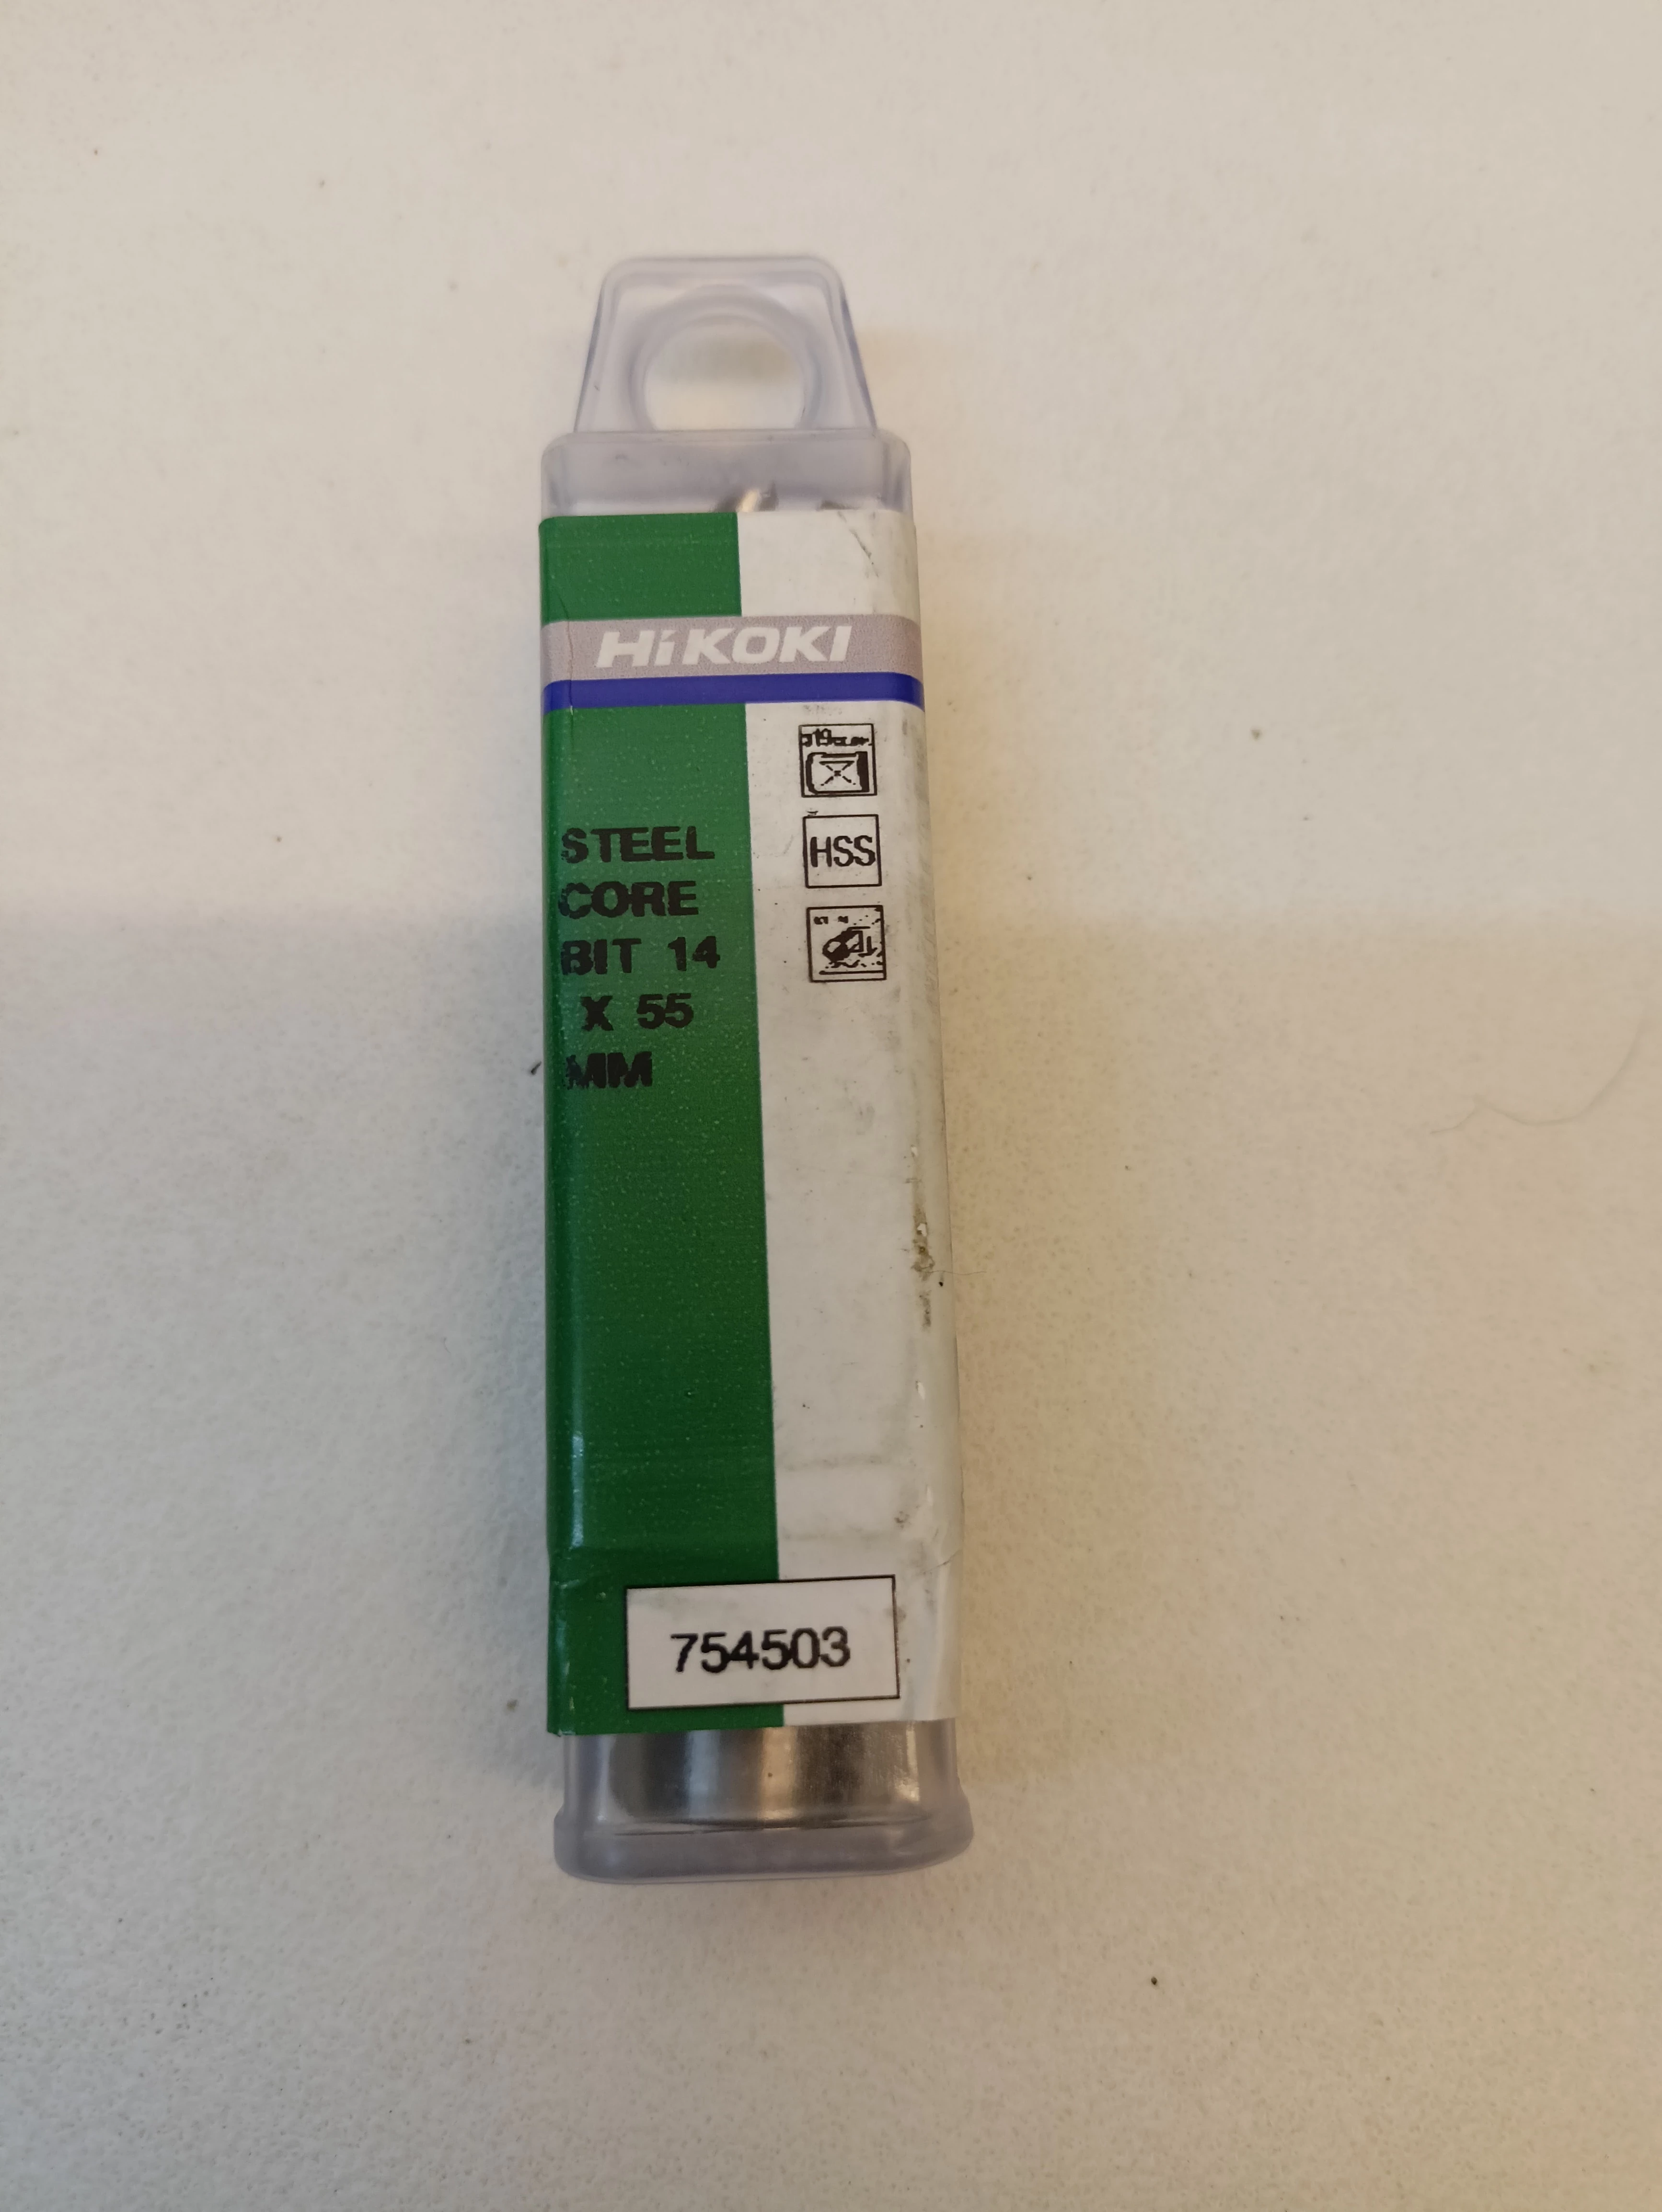 HiKOKI
STEEL
CORE
BIT 14
X 55
MM
HSS
754503